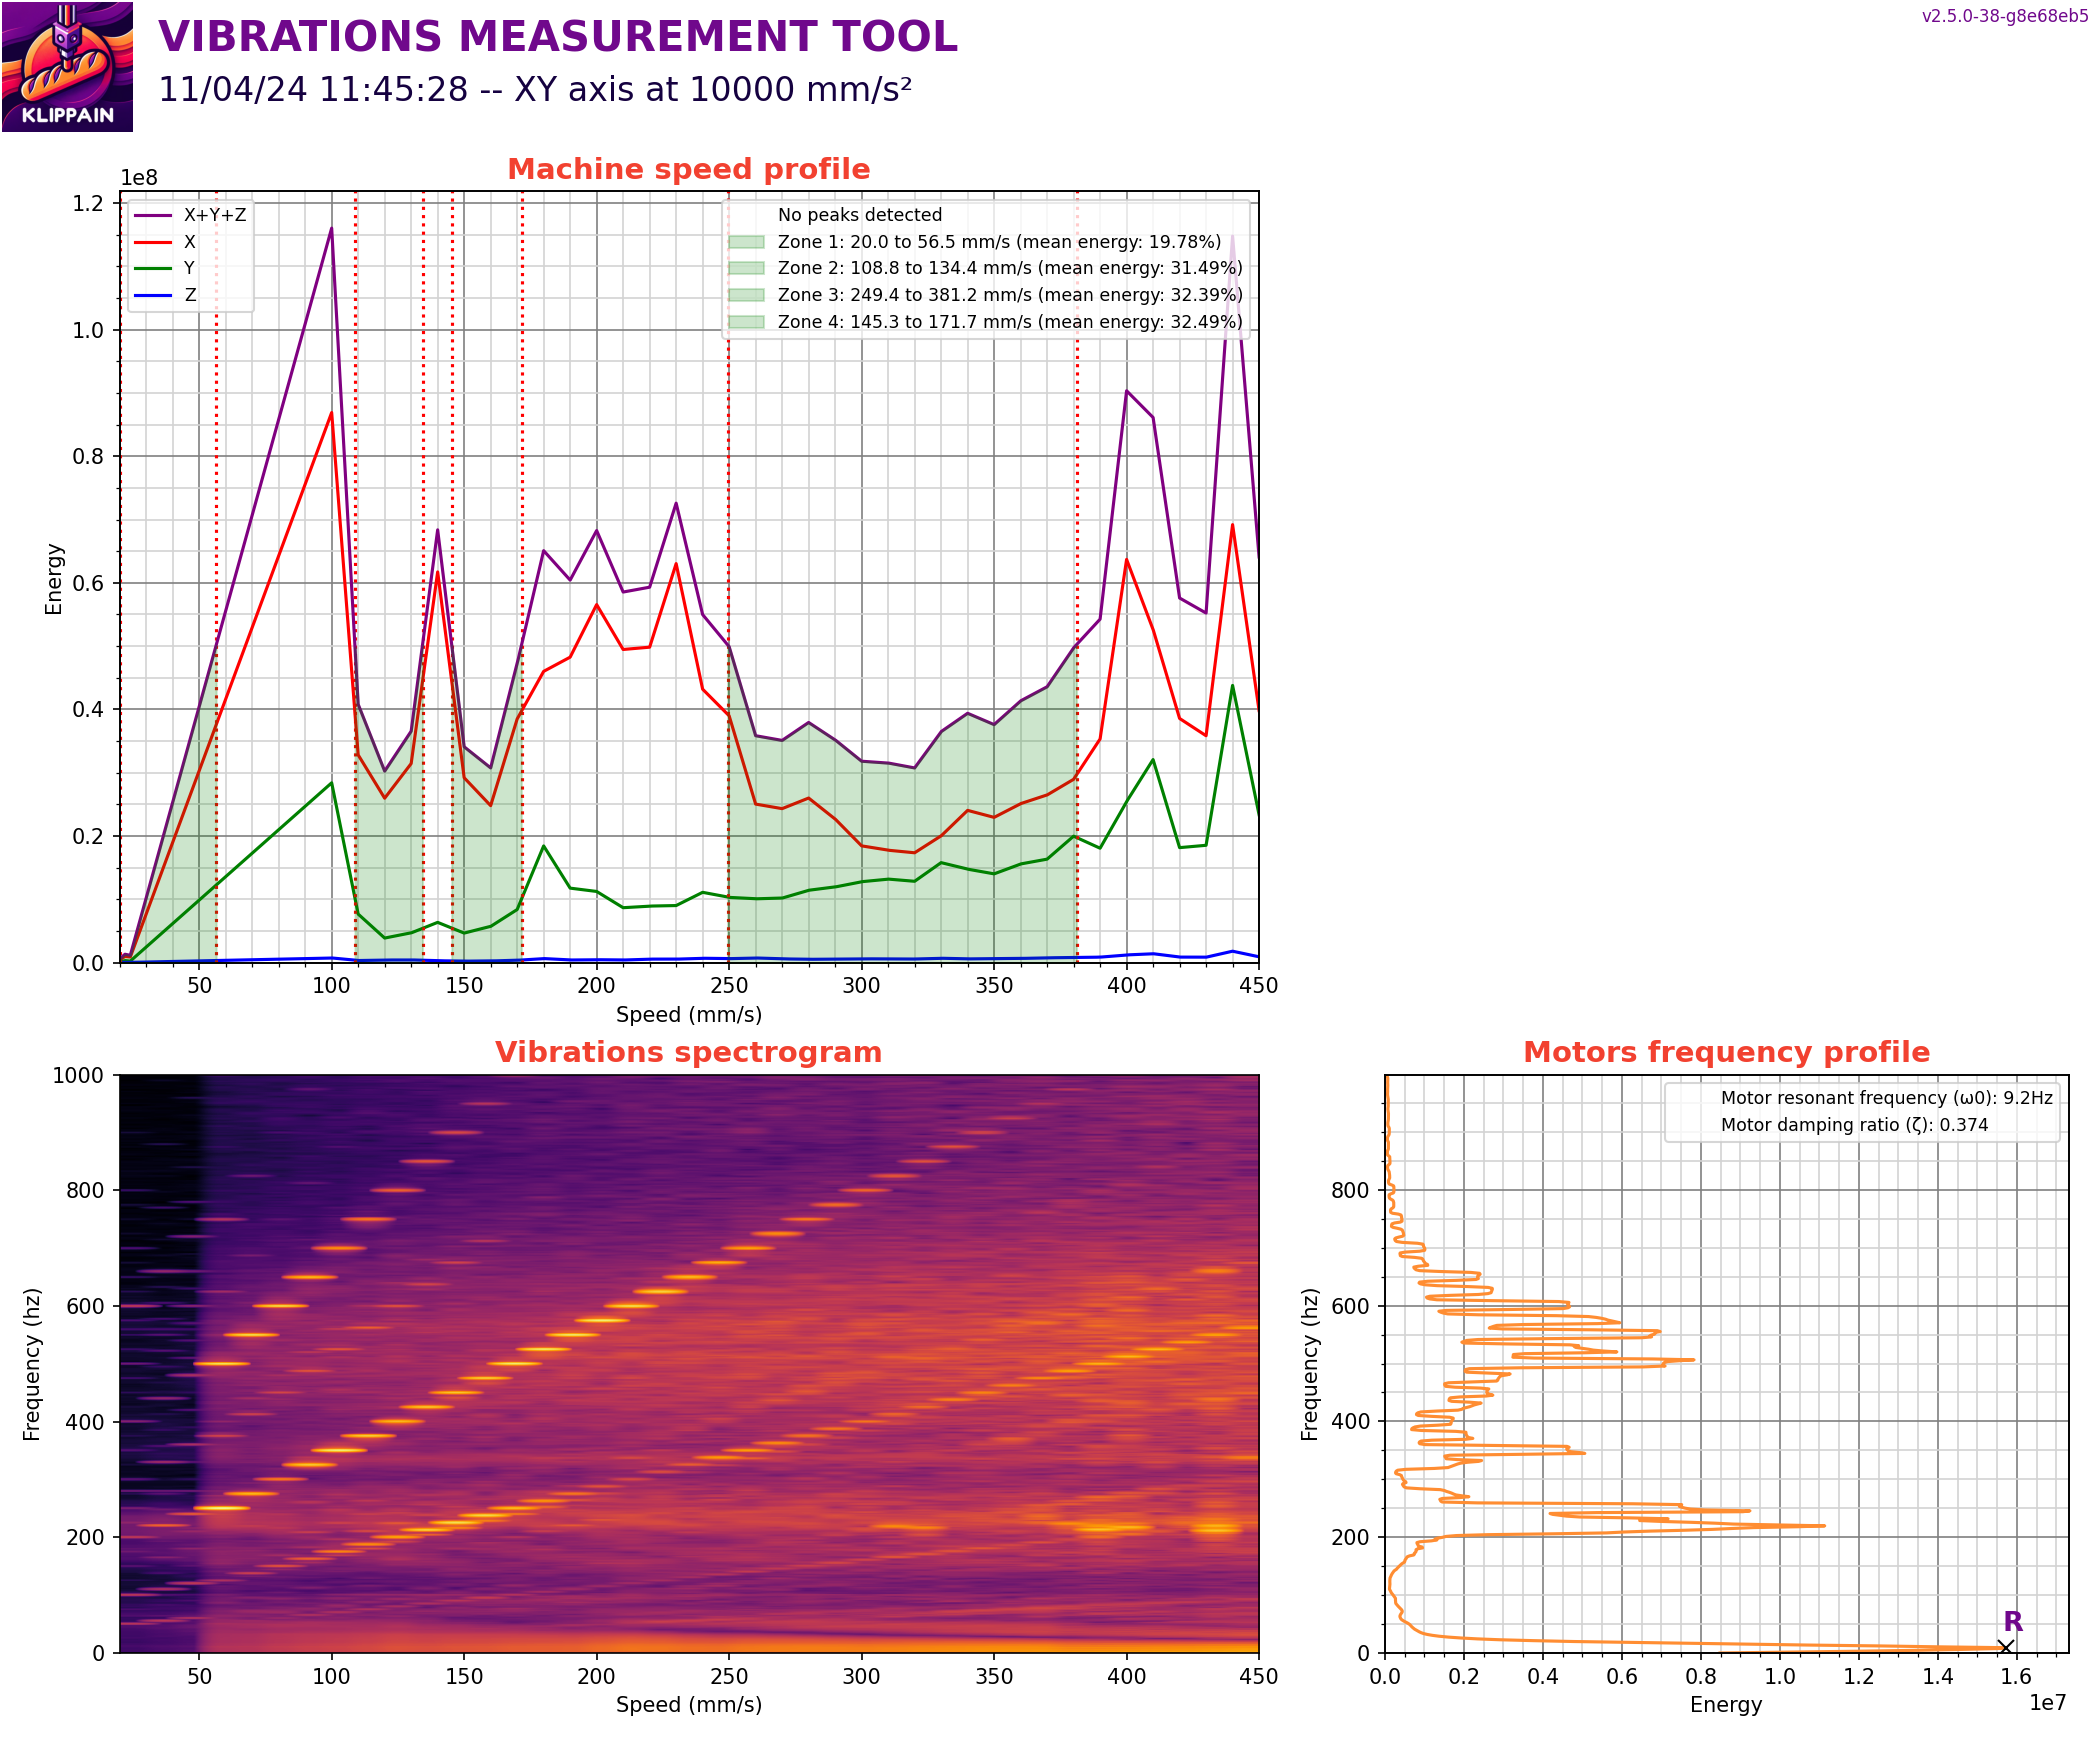 KLIPPAIN
VIBRATIONS MEASUREMENT TOOL
11/04/24 11:45:28 -- XY axis at 10000 mm/s²
v2.5.0-38-g8e68eb5
Machine speed profile
1e8
1.2
1.0
0.8
0.6
0.4
0.2
0.0
Energy
X+Y+Z
X
Y
Z
No peaks detected
Zone 1: 20.0 to 56.5 mm/s (mean energy: 19.78%)
Zone 2: 108.8 to 134.4 mm/s (mean energy: 31.49%)
Zone 3: 249.4 to 381.2 mm/s (mean energy: 32.39%)
Zone 4: 145.3 to 171.7 mm/s (mean energy: 32.49%)
50 100 150 200 250 300 350 400 450
Speed (mm/s)
Vibrations spectrogram
1000
800
600
400
200
0
Frequency (hz)
50 100 150 200 250 300 350 400 450
Speed (mm/s)
Motors frequency profile
Motor resonant frequency (ω0): 9.2Hz
Motor damping ratio (ζ): 0.374
800
600
400
200
0
Frequency (hz)
R
0.0 0.2 0.4 0.6 0.8 1.0 1.2 1.4 1.6
Energy
1e7